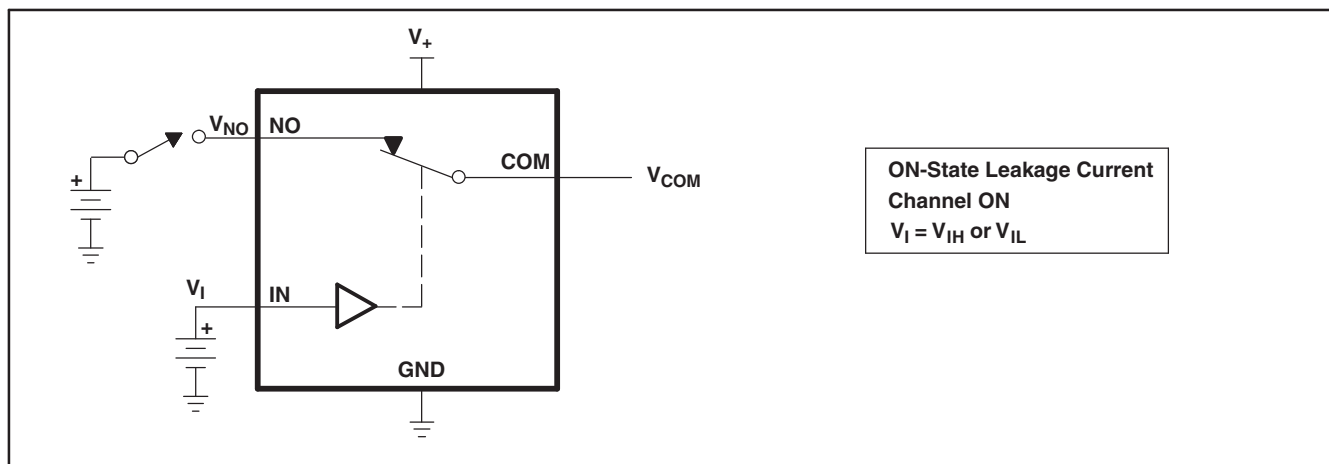 V+
VNO NO
COM
VCOM
+
VI IN
+
GND
ON-State Leakage Current
Channel ON
VI = VIH or VIL